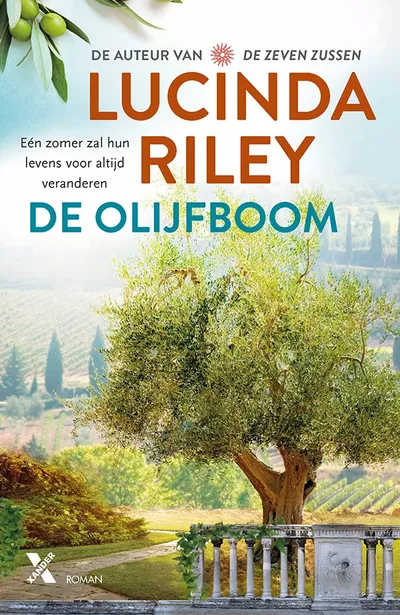 DE AUTEUR VAN DE ZEVEN ZUSSEN
LUCINDA
RILEY
Eén zomer zal hun
levens voor altijd
veranderen
DE OLIJFBOOM
XANDER
ROMAN